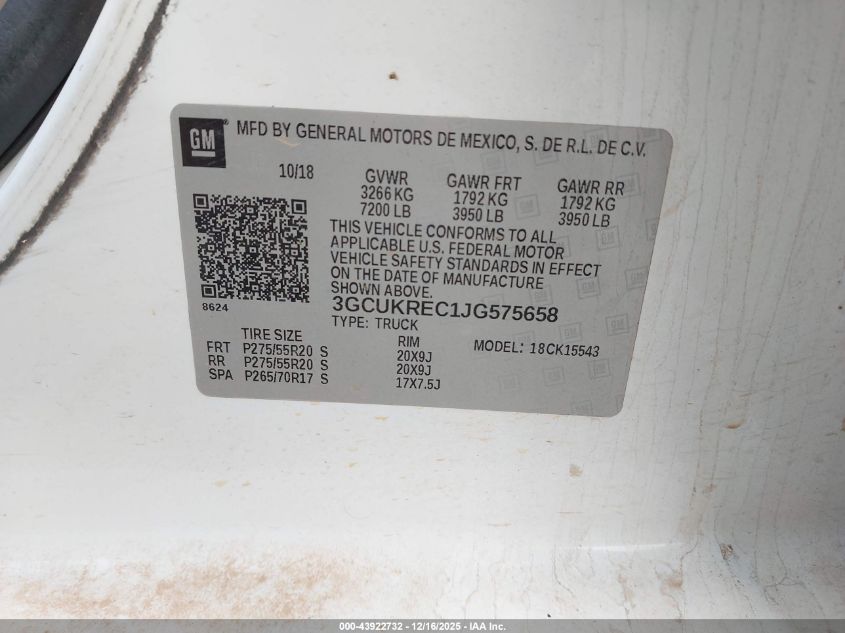 GM ® MFD BY GENERAL MOTORS DE MEXICO, S. DE R.L. DE C.V.
10/18 GVWR GAWR FRT GAWR RR
3266 KG 1792 KG 1792 KG
7200 LB 3950 LB 3950 LB
THIS VEHICLE CONFORMS TO ALL
APPLICABLE U.S. FEDERAL MOTOR
VEHICLE SAFETY STANDARDS IN EFFECT
ON THE DATE OF MANUFACTURE
SHOWN ABOVE.
8624 3GCUKREC1JG575658
TYPE: TRUCK
TIRE SIZE RIM MODEL: 18CK15543
FRT P275/55R20 S 20X9J
RR P275/55R20 S 20X9J
SPA P265/70R17 S 17X7.5J
000-43922732 - 12/16/2025 - IAA Inc.